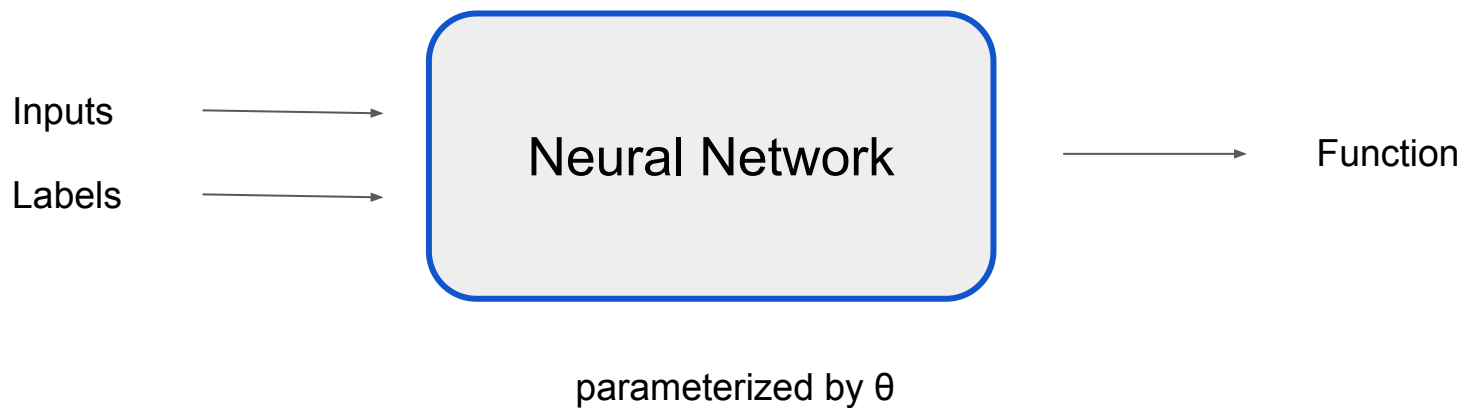 Inputs
Labels
Neural Network
Function
parameterized by θ